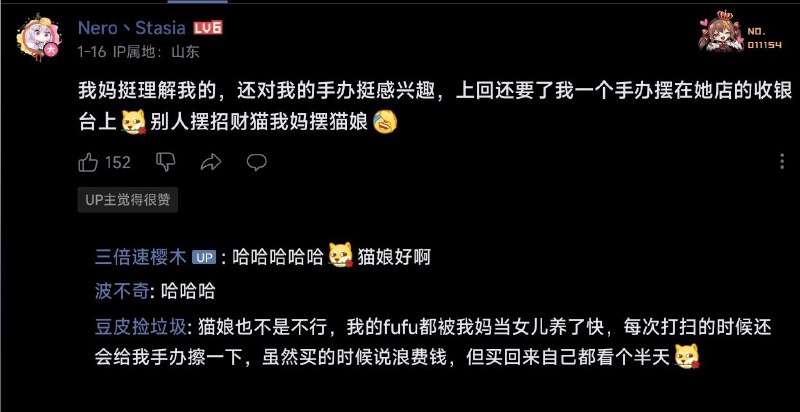 Nero丶Stasia LV6
NO.
011154
1-16 IP属地：山东
我妈挺理解我的，还对我的手办挺感兴趣，上回还要了我一个手办摆在她店的收银
台上 别人摆招财猫我妈摆猫娘
152
UP主觉得很赞
三倍速樱木 UP : 哈哈哈哈哈 猫娘好啊
波不奇: 哈哈哈
豆皮捡垃圾: 猫娘也不是不行，我的fufu都被我妈当女儿养了快，每次打扫的时候还
会给我手办擦一下，虽然买的时候说浪费钱，但买回来自己都看个半天